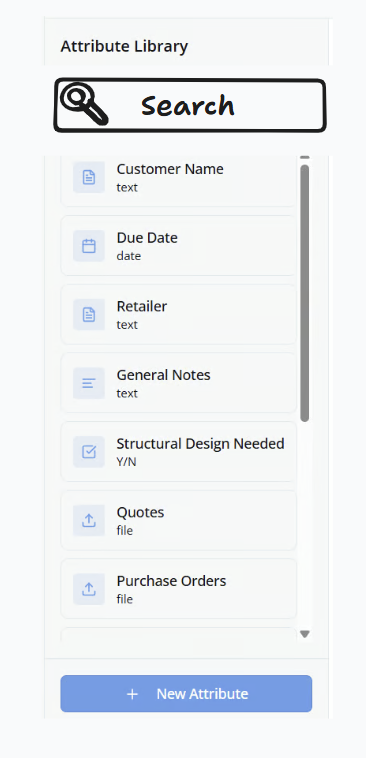 Attribute Library
Search
Customer Name
text
Due Date
date
Retailer
text
General Notes
text
Structural Design Needed
Y/N
Quotes
file
Purchase Orders
file
+ New Attribute